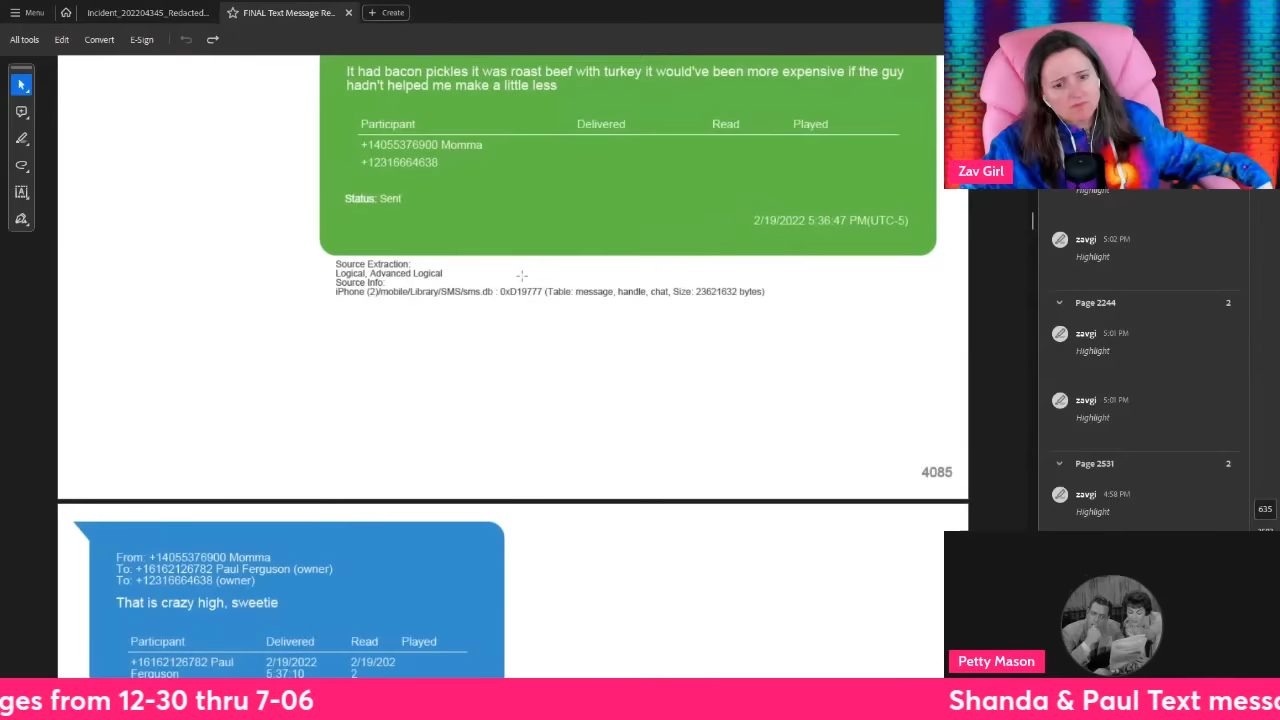 Menu
Incident_202204345_Redacted...
FINAL Text Message Re...
Create
All tools
Edit
Convert
E-Sign
It had bacon pickles it was roast beef with turkey it would've been more expensive if the guy
hadn't helped me make a little less
Participant Delivered Read Played
+14055376900 Momma
+12316664638
Status: Sent
2/19/2022 5:36:47 PM(UTC-5)
Source Extraction:
Logical, Advanced Logical
Source Info:
iPhone (2)/mobile/Library/SMS/sms.db : 0xD19777 (Table: message, handle, chat, Size: 23621632 bytes)
4085
From: +14055376900 Momma
To: +16162126782 Paul Ferguson (owner)
To: +12316664638 (owner)
That is crazy high, sweetie
Participant Delivered Read Played
+16162126782 Paul 2/19/2022 2/19/202
Ferguson 5:37:10 2
Zav Girl
Highlight
zavgi 5:02 PM
Highlight
Page 2244 2
zavgi 5:01 PM
Highlight
zavgi 5:01 PM
Highlight
Page 2531 2
zavgi 4:58 PM
Highlight
635
Petty Mason
ges from 12-30 thru 7-06
Shanda & Paul Text messa